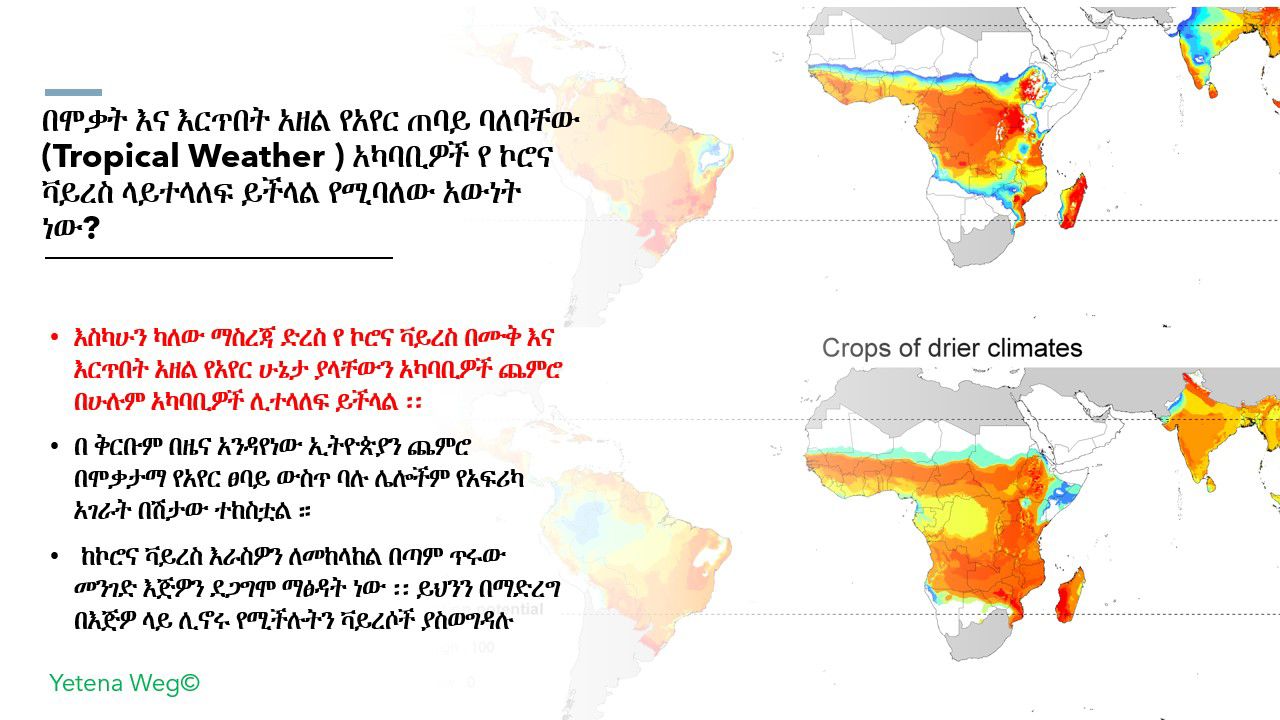 በሞቃት እና እርጥበት አዘል የአየር ጠባይ ባለባቸው
(Tropical Weather ) አካባቢዎች የ ኮሮና
ቫይረስ ላይተላለፍ ይችላል የሚባለው እውነት
ነው?
• እስካሁን ካለው ማስረጃ ድረስ የ ኮሮና ቫይረስ በሙቅ እና
እርጥበት አዘል የአየር ሁኔታ ያላቸውን አካባቢዎች ጨምሮ
በሁሉም አካባቢዎች ሊተላለፍ ይችላል ፡፡
• በ ቅርቡም በዜና እንዳየነው ኢትዮጵያን ጨምሮ
በሞቃታማ የአየር ፀባይ ውስጥ ባሉ ሌሎችም የአፍሪካ
አገራት በሽታው ተከስቷል ።
• ከኮሮና ቫይረስ እራስዎን ለመከላከል በጣም ጥሩው
መንገድ እጅዎን ደጋግሞ ማፅዳት ነው ፡፡ ይህንን በማድረግ
በእጅዎ ላይ ሊኖሩ የሚችሉትን ቫይረሶች ያስወግዳሉ
Yetena Weg©
Crops of drier climates
potential
100
0